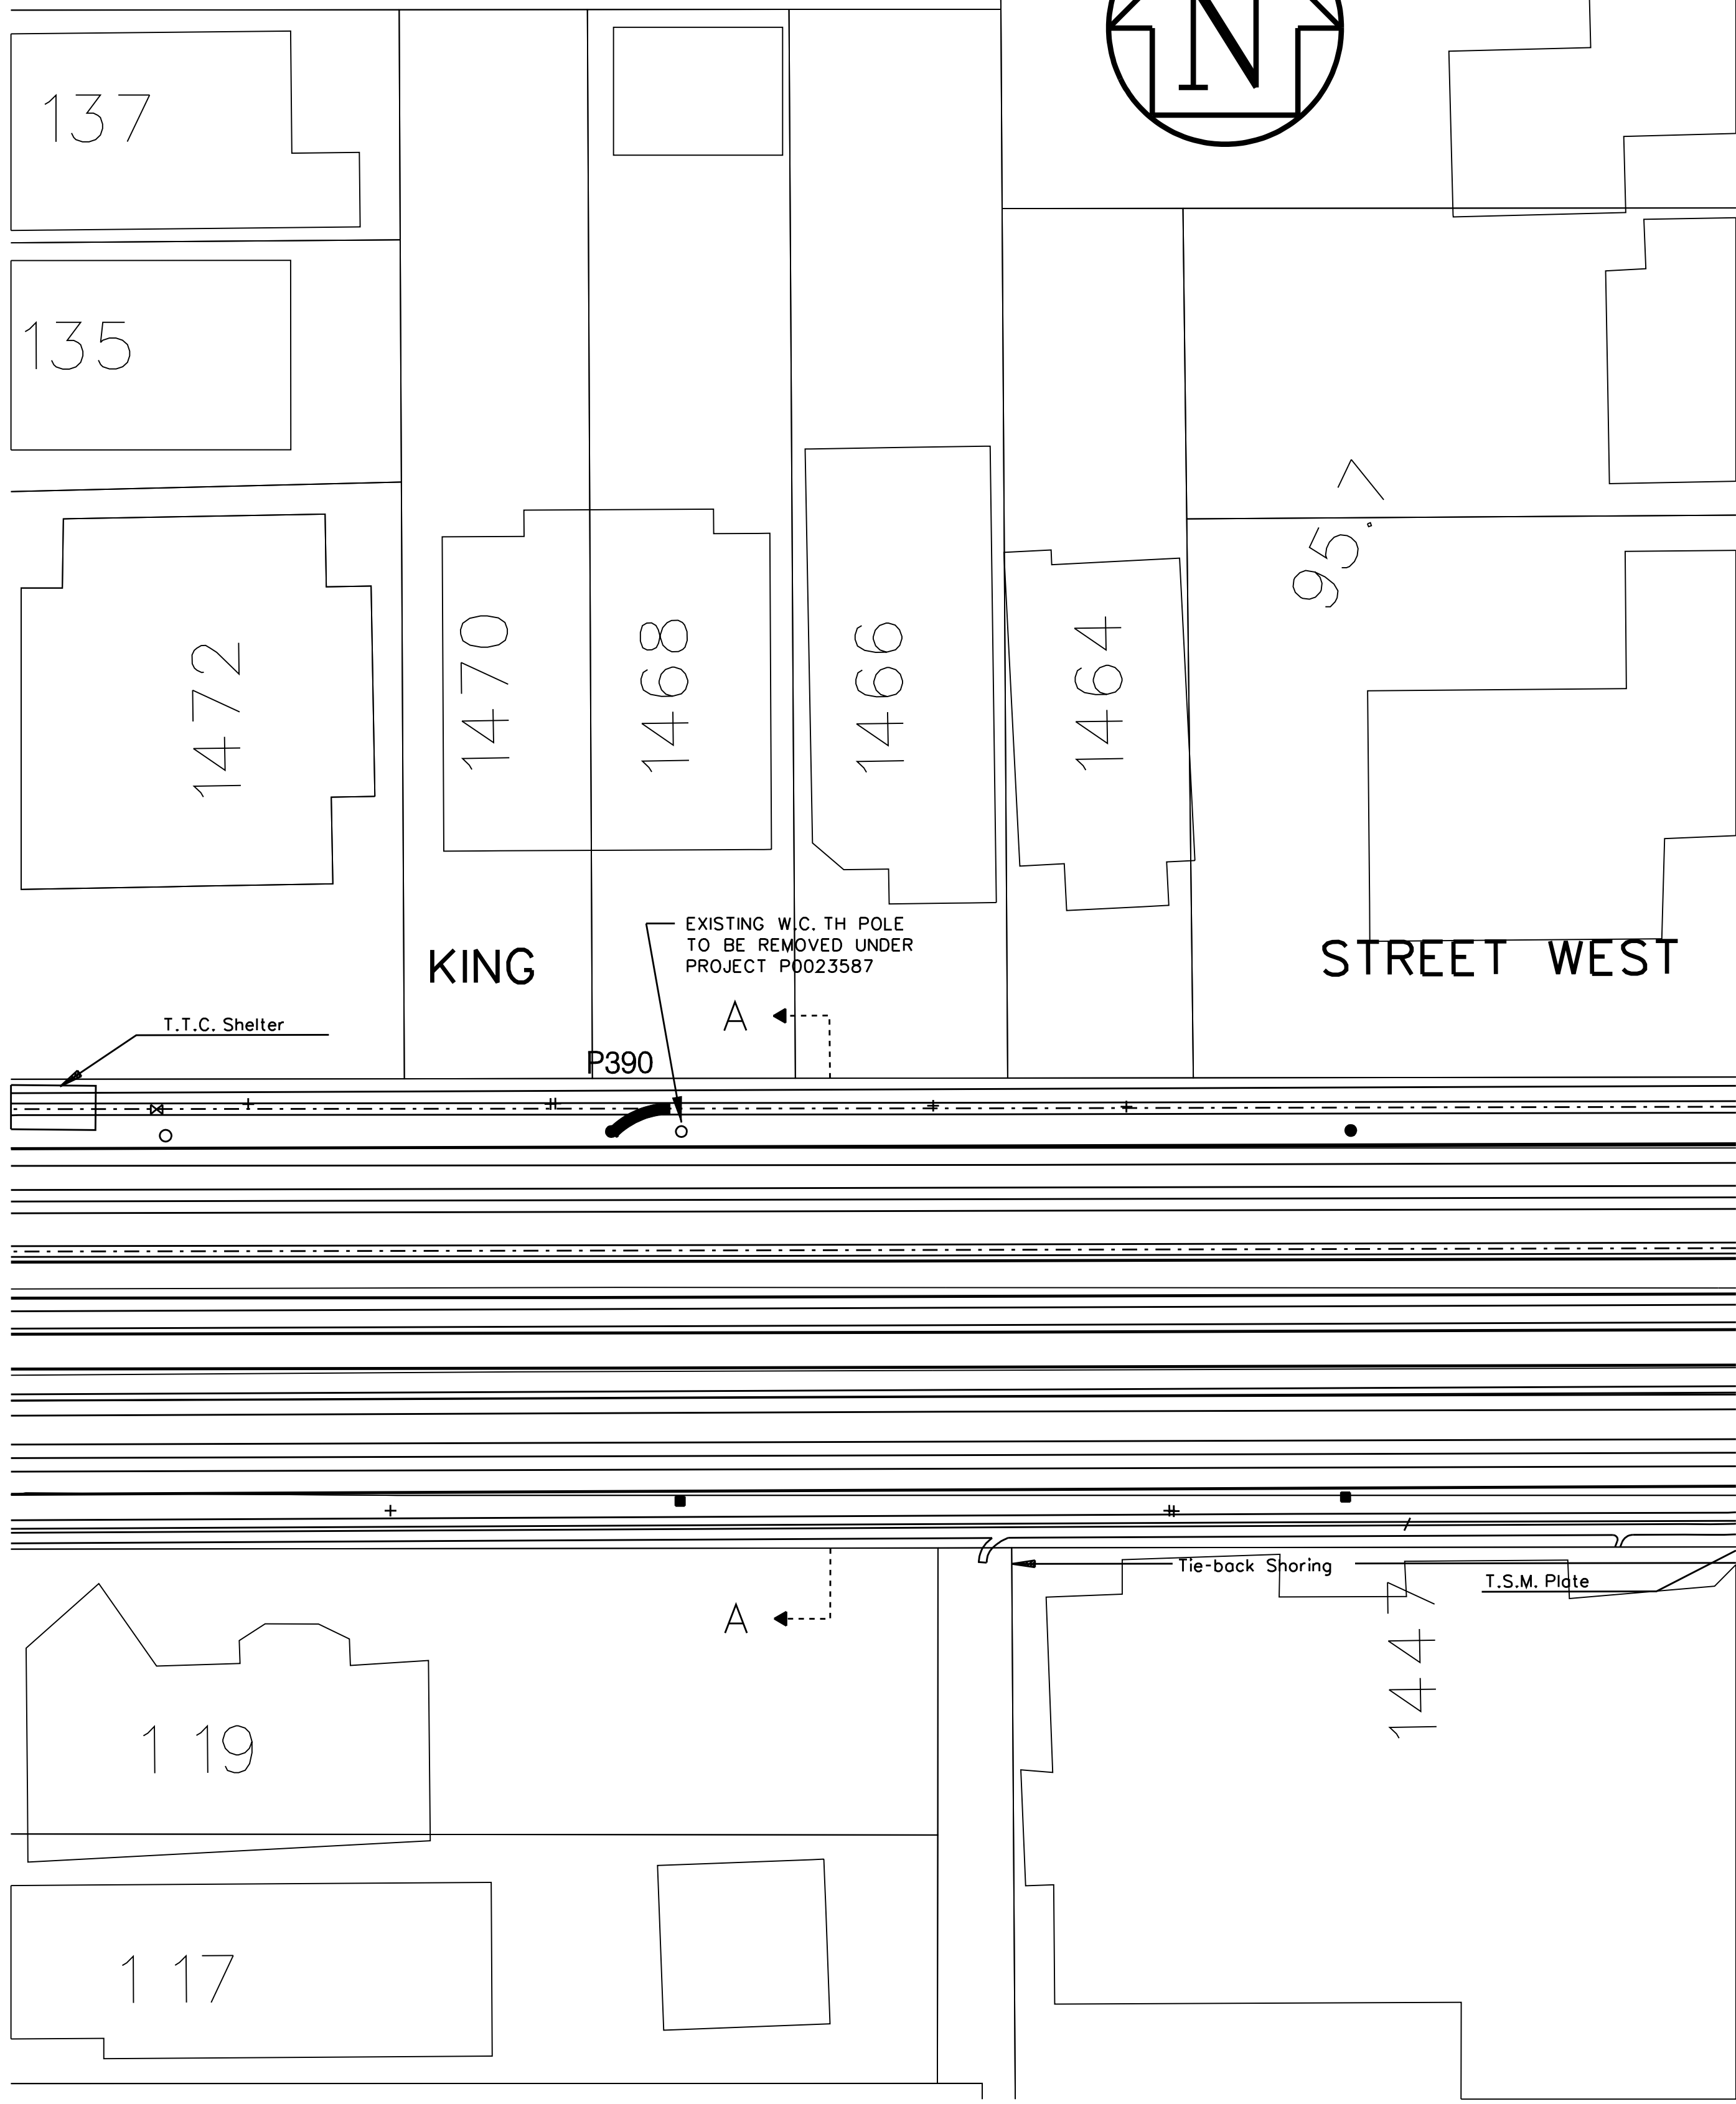 N
137
135
95.7
1472
1470
1468
1466
1464
EXISTING W.C. TH POLE
TO BE REMOVED UNDER
PROJECT P0023587
KING
STREET WEST
A
T.T.C. Shelter
P390
Tie-back Shoring
T.S.M. Plate
A
1447
119
117